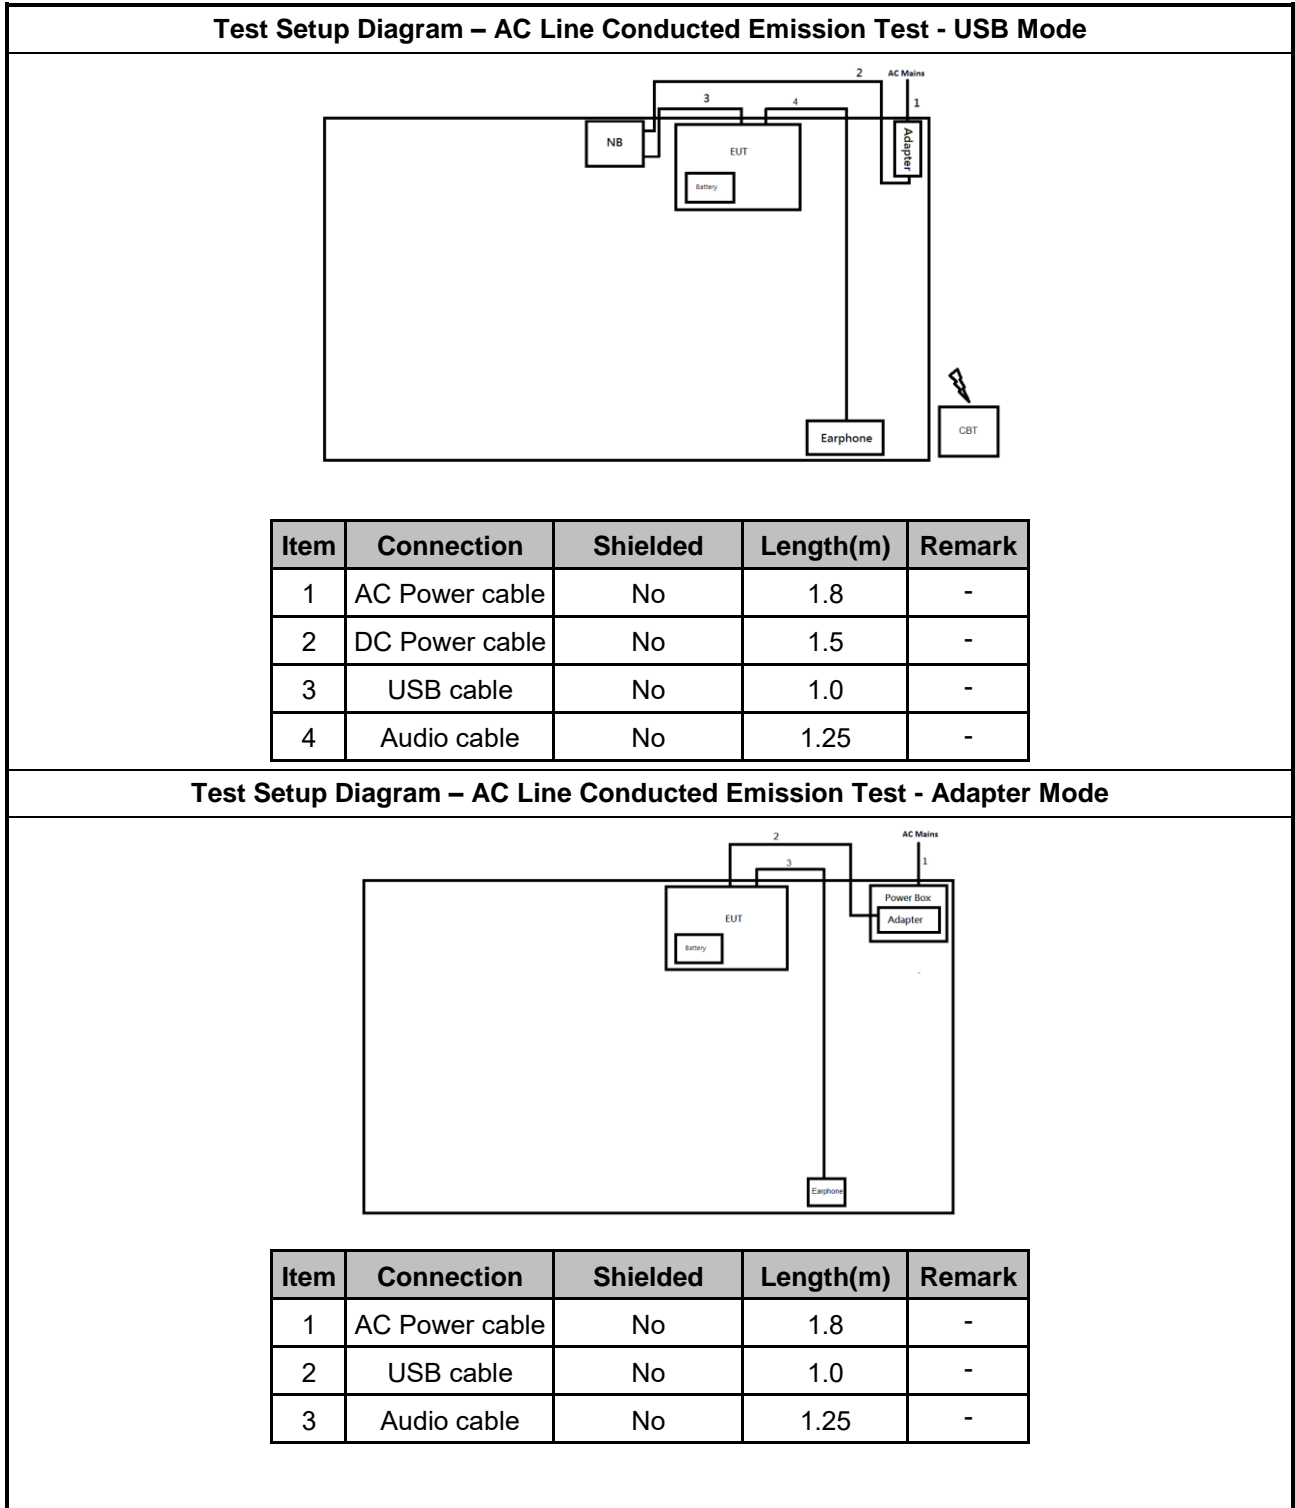 Test Setup Diagram – AC Line Conducted Emission Test - USB Mode
2
AC Mains
3
4
1
NB
EUT
Adapter
Battery
Earphone
CBT
Item Connection Shielded Length(m) Remark
1 AC Power cable No 1.8 -
2 DC Power cable No 1.5 -
3 USB cable No 1.0 -
4 Audio cable No 1.25 -
Test Setup Diagram – AC Line Conducted Emission Test - Adapter Mode
2
AC Mains
3
1
Power Box
EUT
Adapter
Battery
Earphone
Item Connection Shielded Length(m) Remark
1 AC Power cable No 1.8 -
2 USB cable No 1.0 -
3 Audio cable No 1.25 -